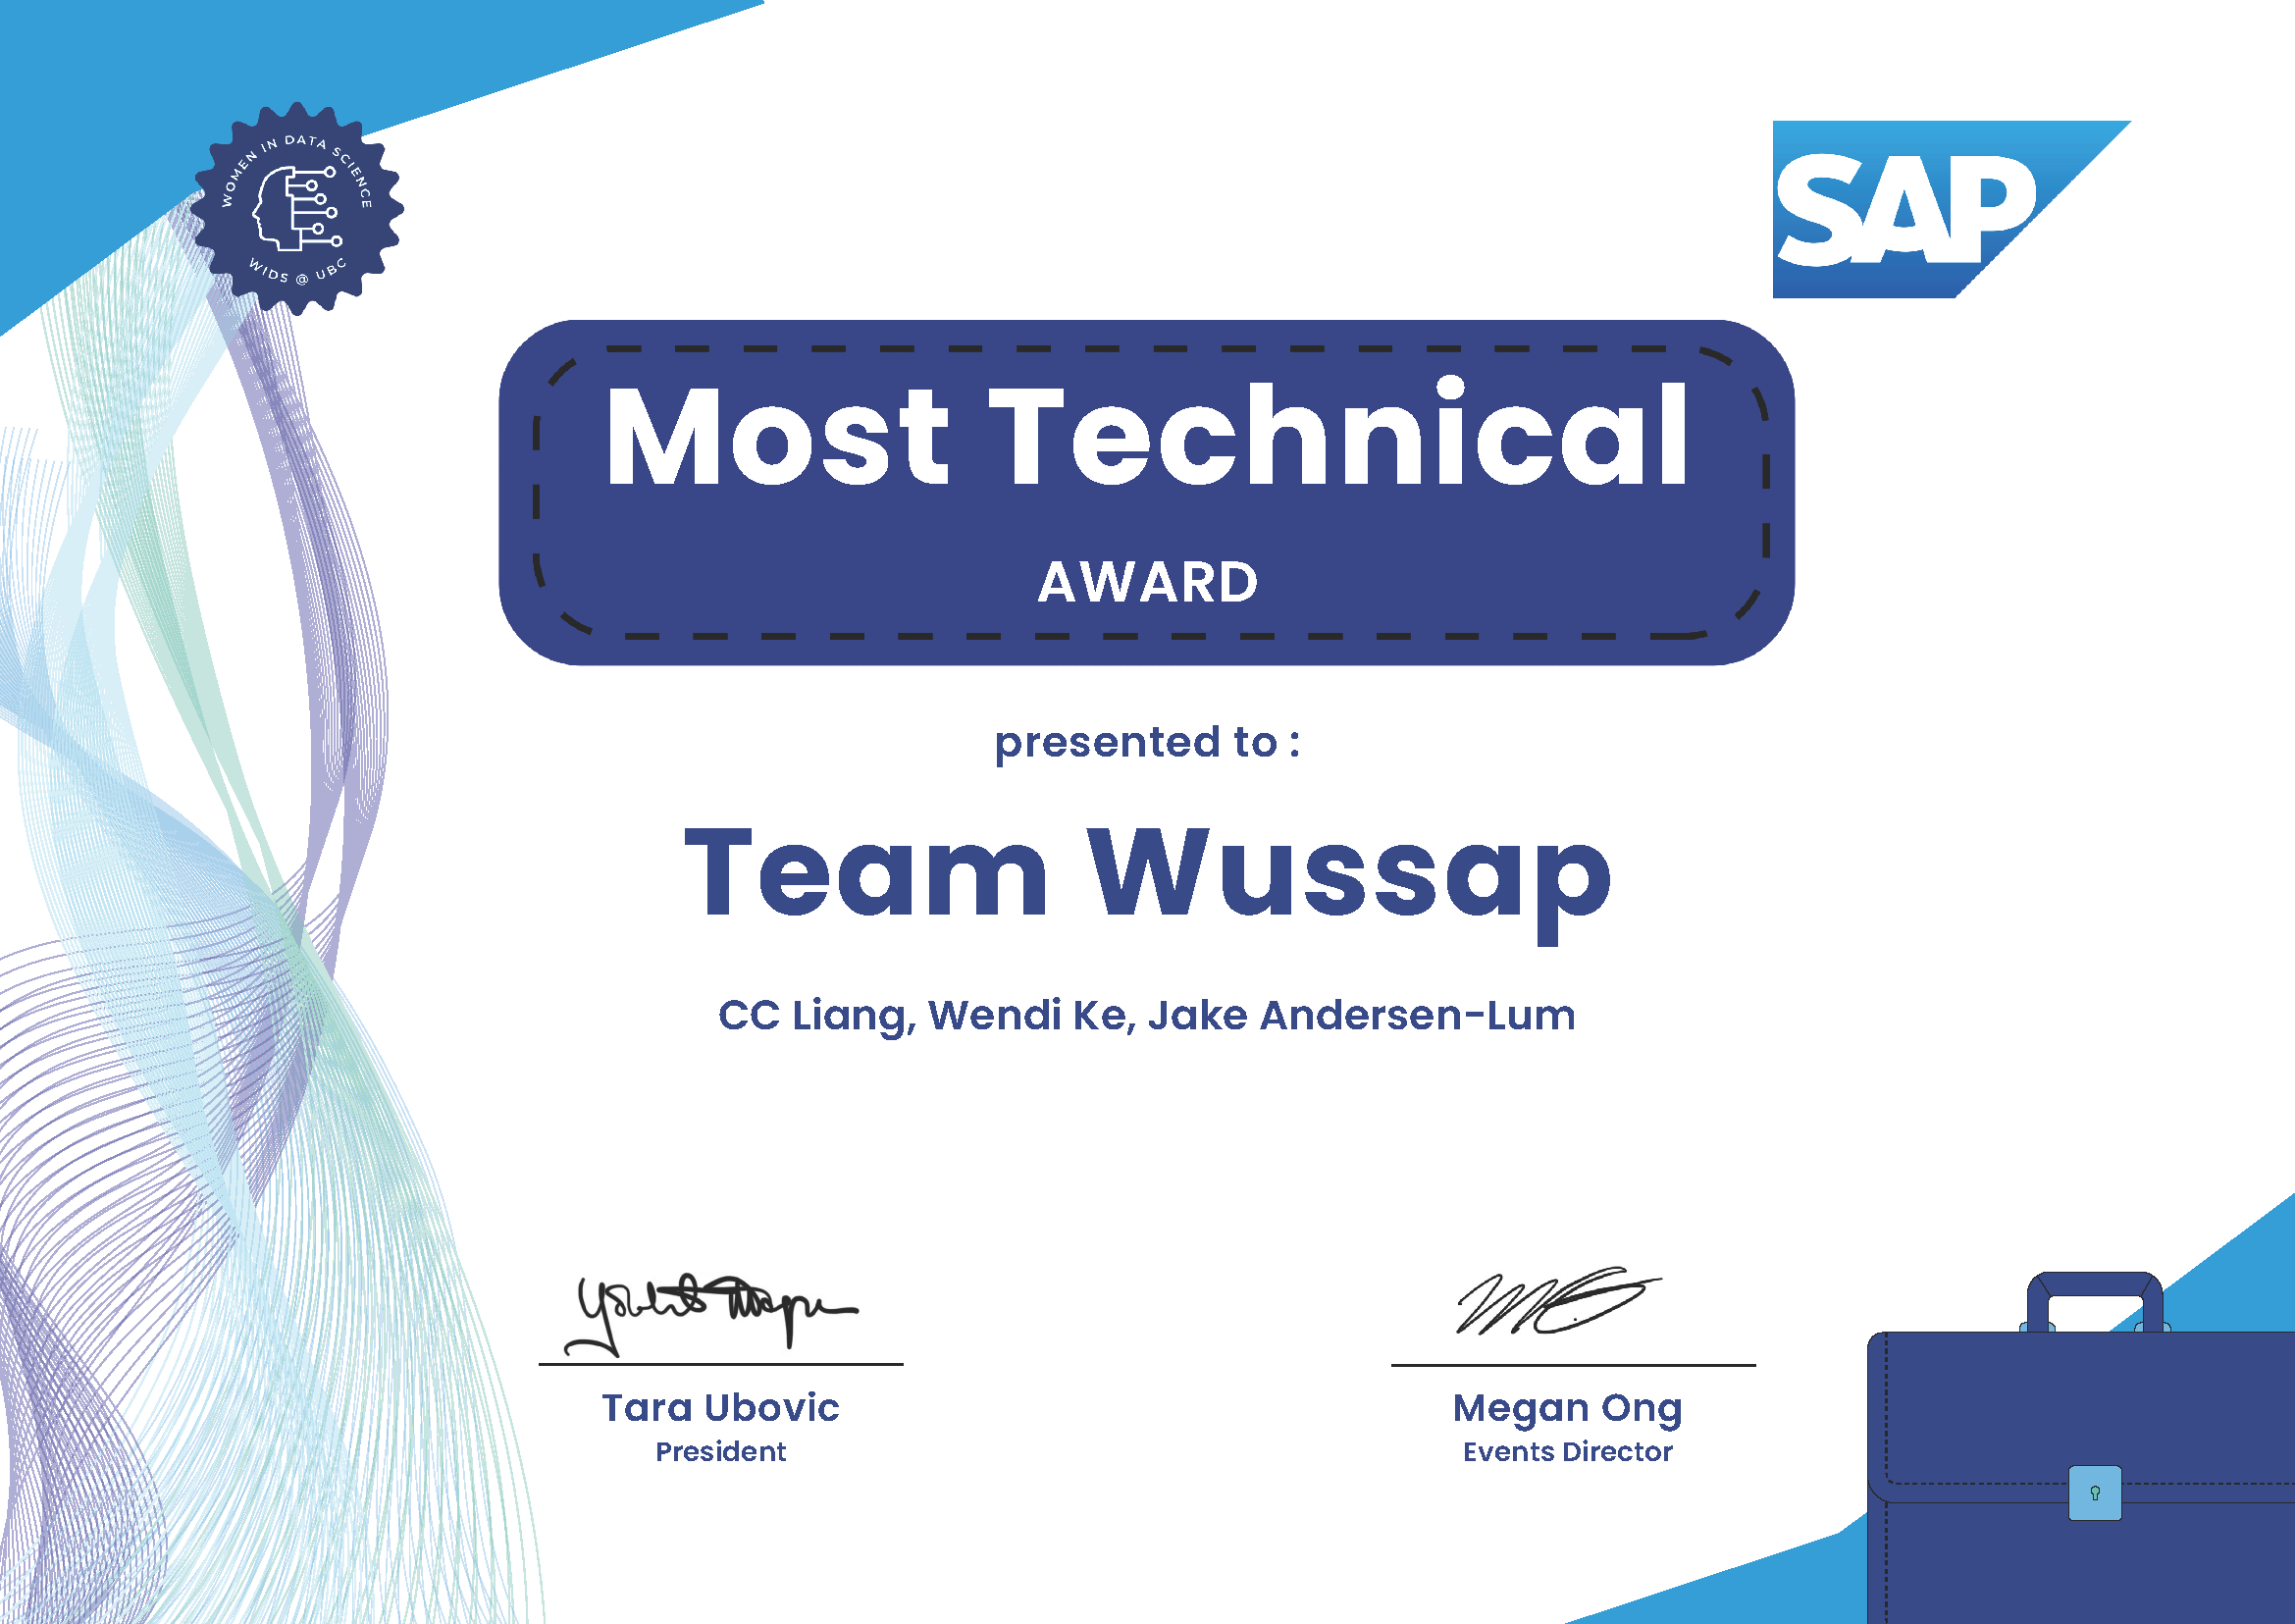 WOMEN IN DATA SCIENCE
WIDS @ UBC
SAP
Most Technical
AWARD
presented to :
Team Wussap
CC Liang, Wendi Ke, Jake Andersen-Lum
Tara Ubovic
President
Megan Ong
Events Director